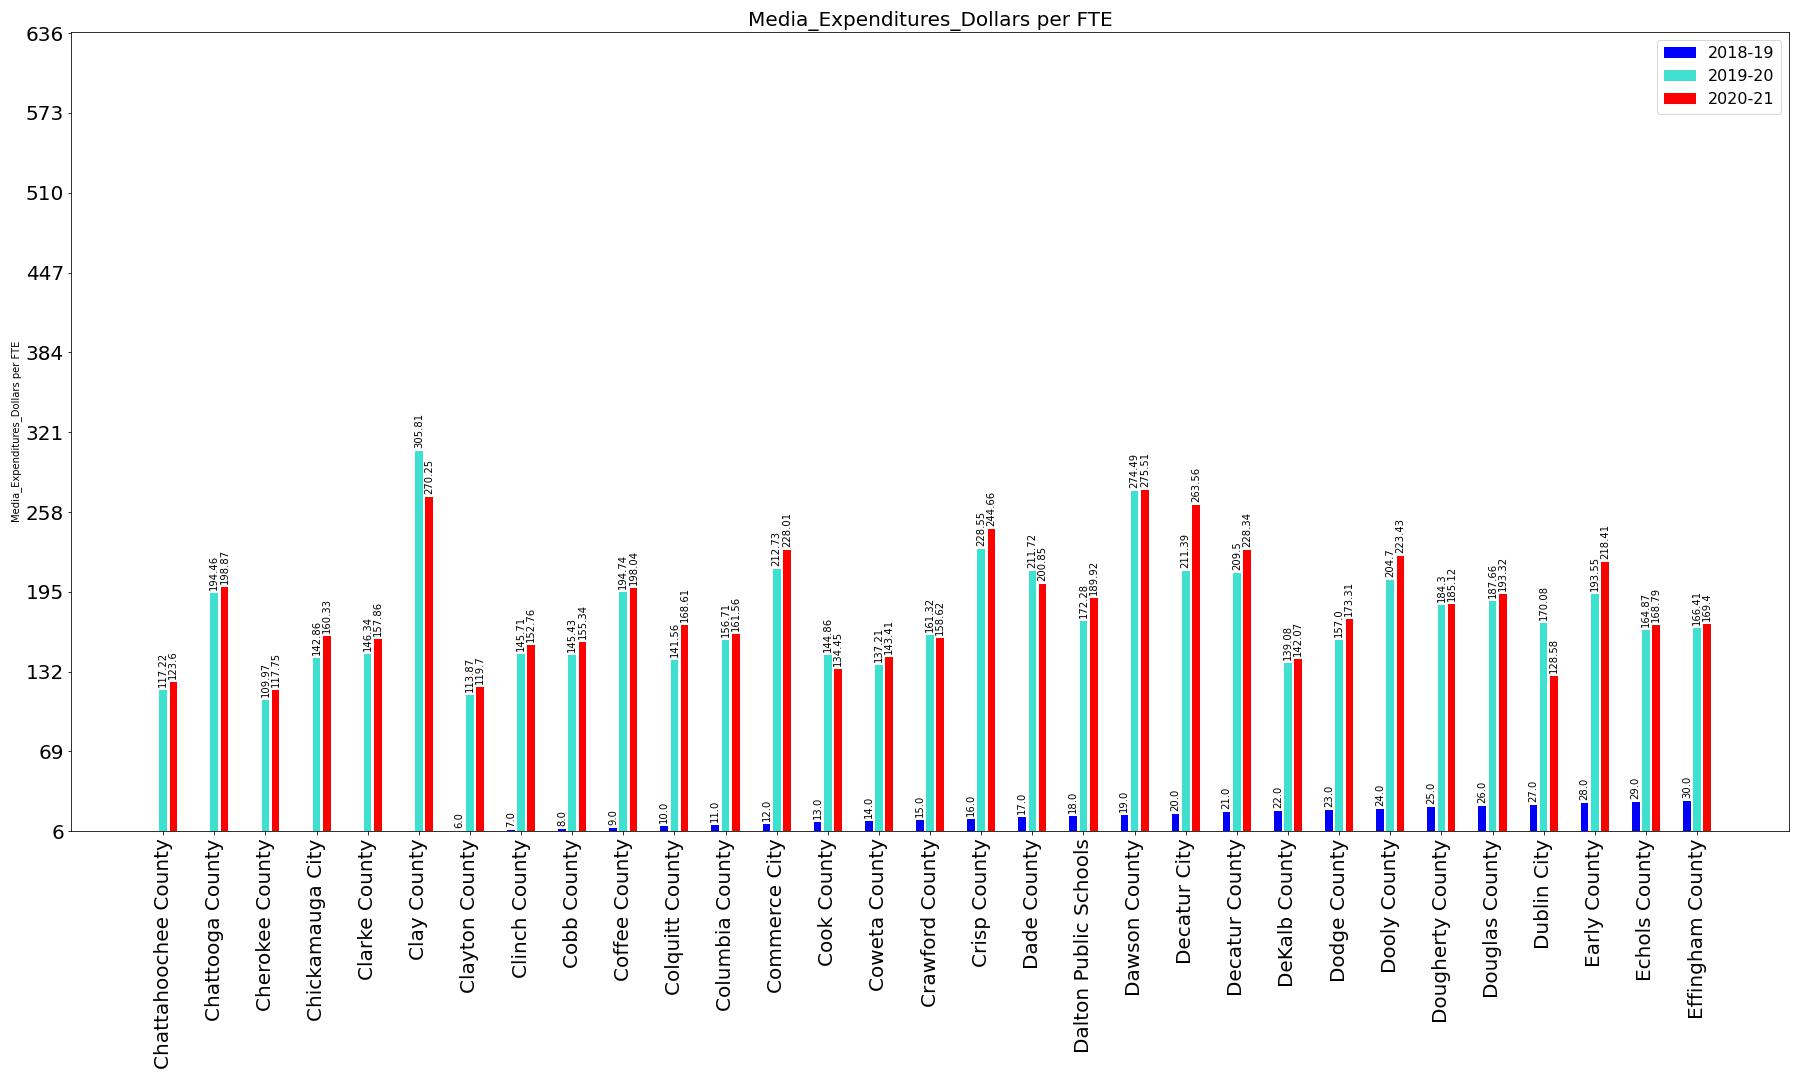 Media_Expenditures_Dollars per FTE
2018-19
2019-20
2020-21
Media_Expenditures_Dollars per FTE
636
573
510
447
384
321
258
195
132
69
6
117.22 123.6
194.46 198.87
109.97 117.75
142.86 160.33
146.34 157.86
305.81 270.25
6.0 113.87 119.7
7.0 145.71 152.76
8.0 145.43 155.34
9.0 194.74 198.04
10.0 141.56 168.61
11.0 156.71 161.56
12.0 212.73 228.01
13.0 144.86 134.45
14.0 137.21 143.41
15.0 161.32 158.62
16.0 228.55 244.66
17.0 211.72 200.85
18.0 172.28 189.92
19.0 274.49 275.51
20.0 211.39 263.56
21.0 209.5 228.34
22.0 139.08 142.07
23.0 157.0 173.31
24.0 204.7 223.43
25.0 184.3 185.12
26.0 187.66 193.32
27.0 170.08 128.58
28.0 193.55 218.41
29.0 164.87 168.79
30.0 166.41 169.4
Chattahoochee County
Chattooga County
Cherokee County
Chickamauga City
Clarke County
Clay County
Clayton County
Clinch County
Cobb County
Coffee County
Colquitt County
Columbia County
Commerce City
Cook County
Coweta County
Crawford County
Crisp County
Dade County
Dalton Public Schools
Dawson County
Decatur City
Decatur County
DeKalb County
Dodge County
Dooly County
Dougherty County
Douglas County
Dublin City
Early County
Echols County
Effingham County